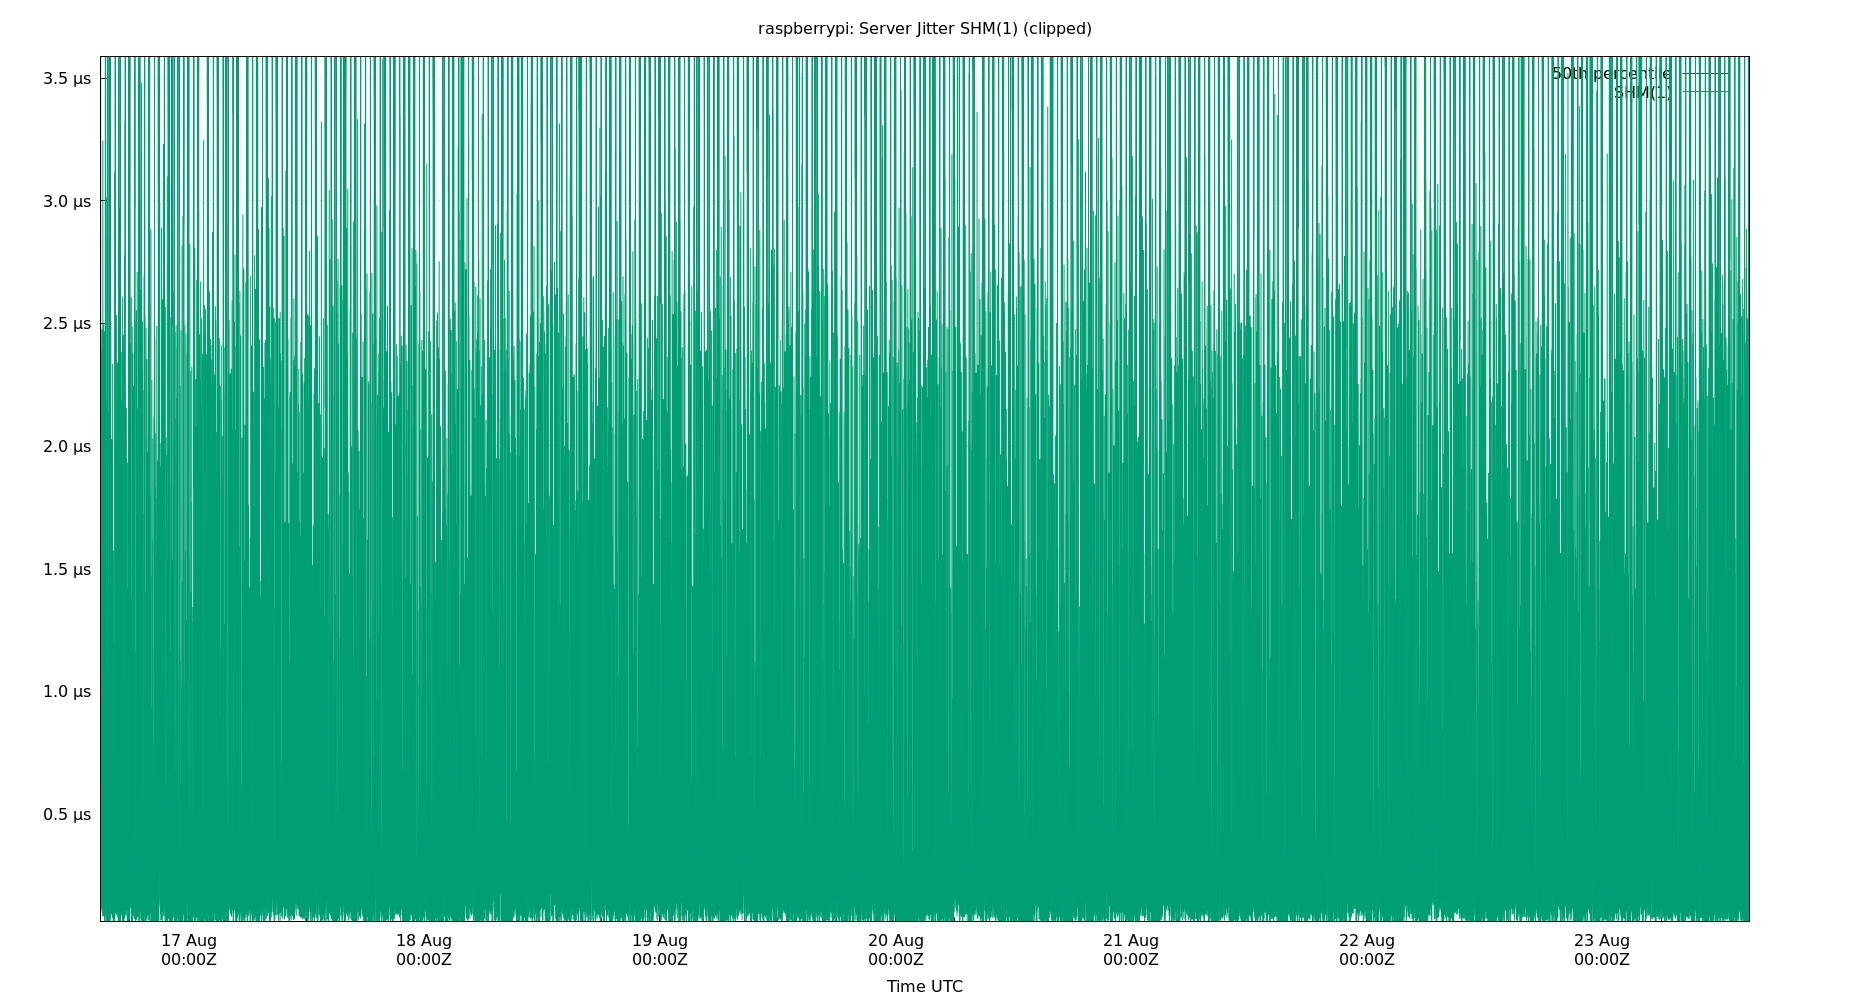 raspberrypi: Server Jitter SHM(1) (clipped)
50th percentile
SHM(1)
3.5 µs
3.0 µs
2.5 µs
2.0 µs
1.5 µs
1.0 µs
0.5 µs
17 Aug 18 Aug 19 Aug 20 Aug 21 Aug 22 Aug 23 Aug
00:00Z 00:00Z 00:00Z 00:00Z 00:00Z 00:00Z 00:00Z
Time UTC